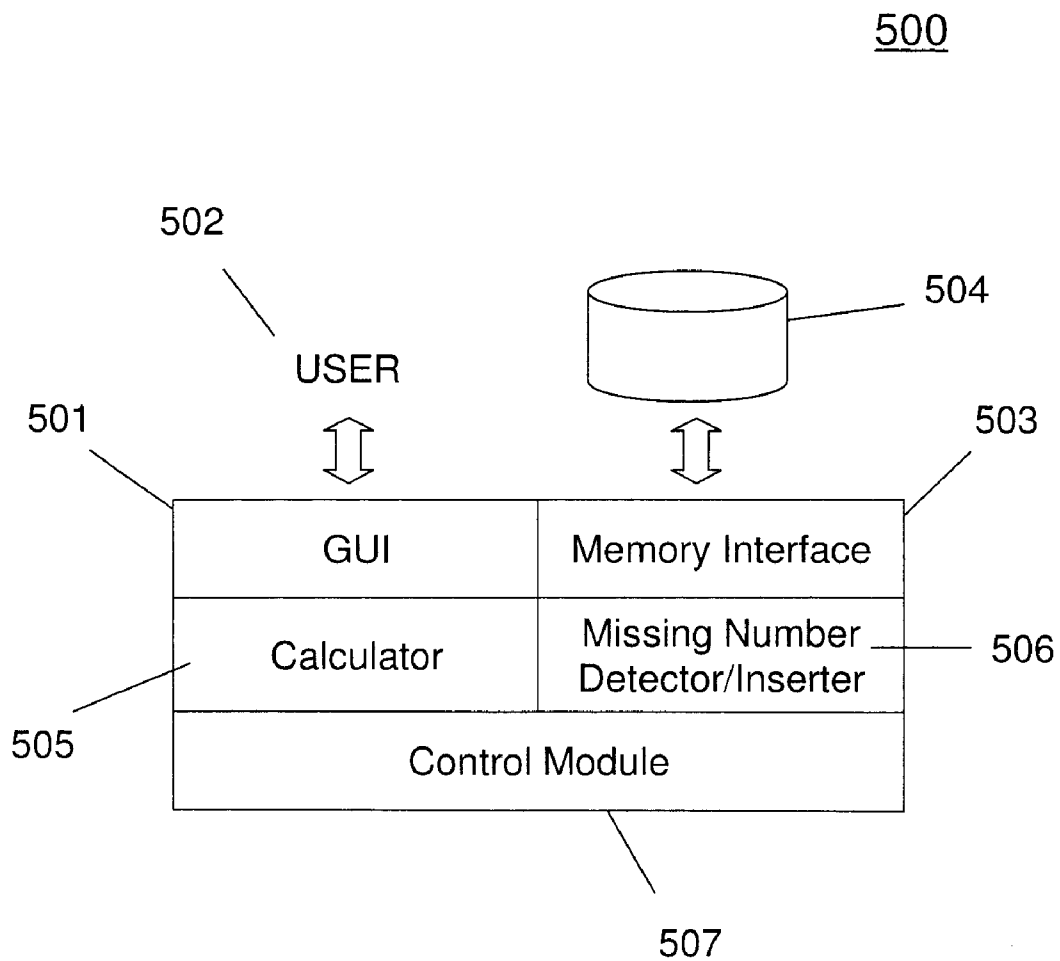 500
502
504
USER
501
503
GUI
Memory Interface
Calculator
Missing Number
Detector/Inserter
506
505
Control Module
507